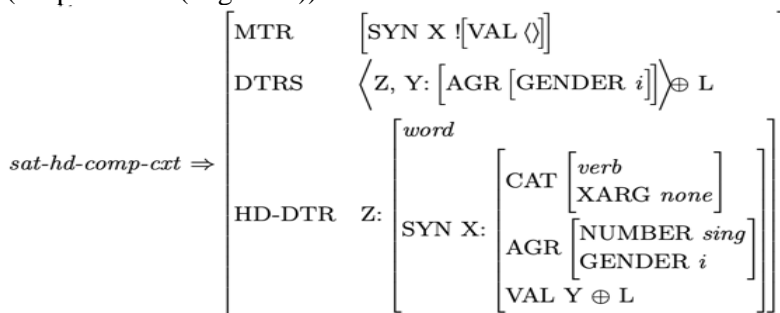 MTR [SYN X ![VAL ⟨⟩]]
DTRS ⟨Z, Y: [AGR [GENDER i]]⟩⊕ L
word
CAT [verb
XARG none]
sat-hd-comp-cxt ⇒
HD-DTR Z: SYN X:
AGR [NUMBER sing
GENDER i]
VAL Y ⊕ L